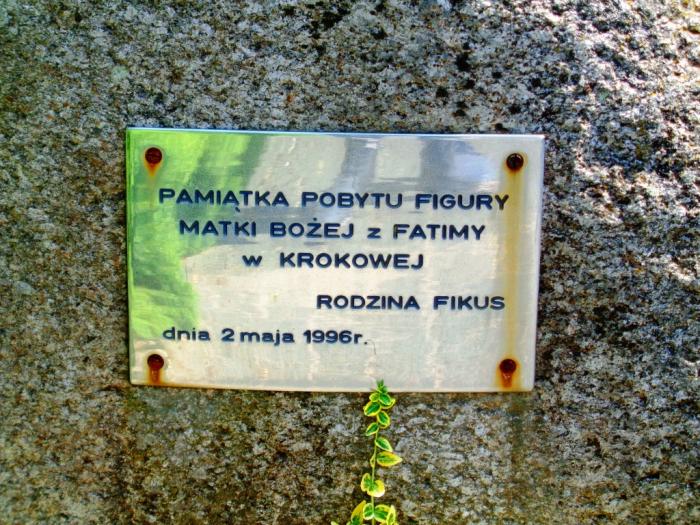 PAMIĄTKA POBYTU FIGURY
MATKI BOŻEJ z FATIMY
w KROKOWEJ
RODZINA FIKUS
dnia 2 maja 1996r.